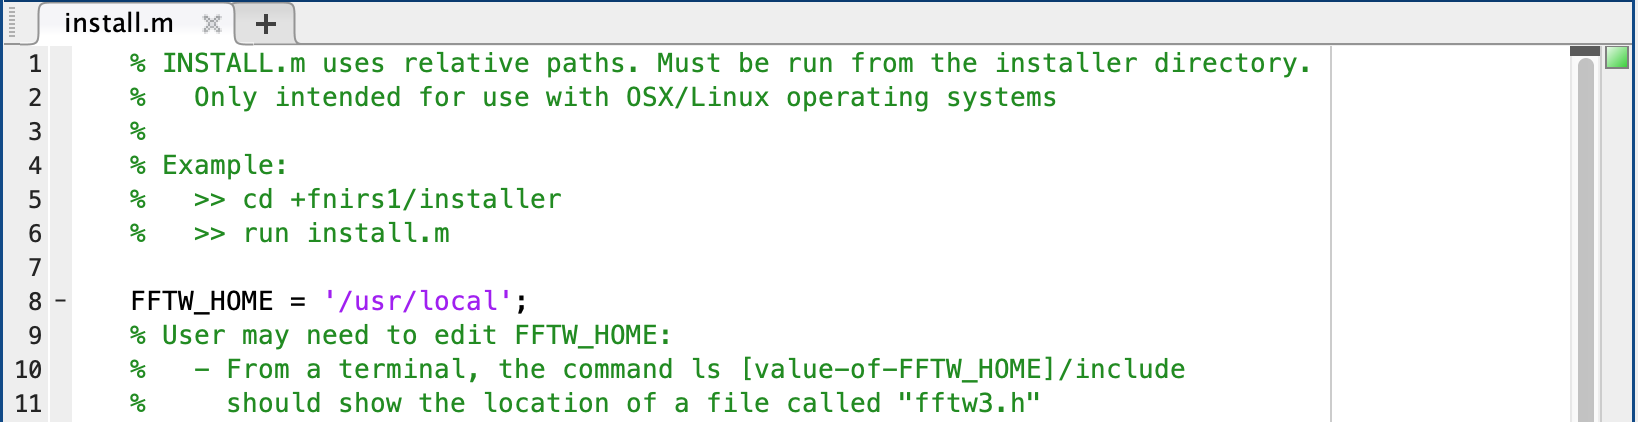 install.m
1 % INSTALL.m uses relative paths. Must be run from the installer directory.
2 %   Only intended for use with OSX/Linux operating systems
3 %
4 % Example:
5 %   >> cd +fnirs1/installer
6 %   >> run install.m
7
8 - FFTW_HOME = '/usr/local';
9 % User may need to edit FFTW_HOME:
10 %   - From a terminal, the command ls [value-of-FFTW_HOME]/include
11 %     should show the location of a file called "fftw3.h"